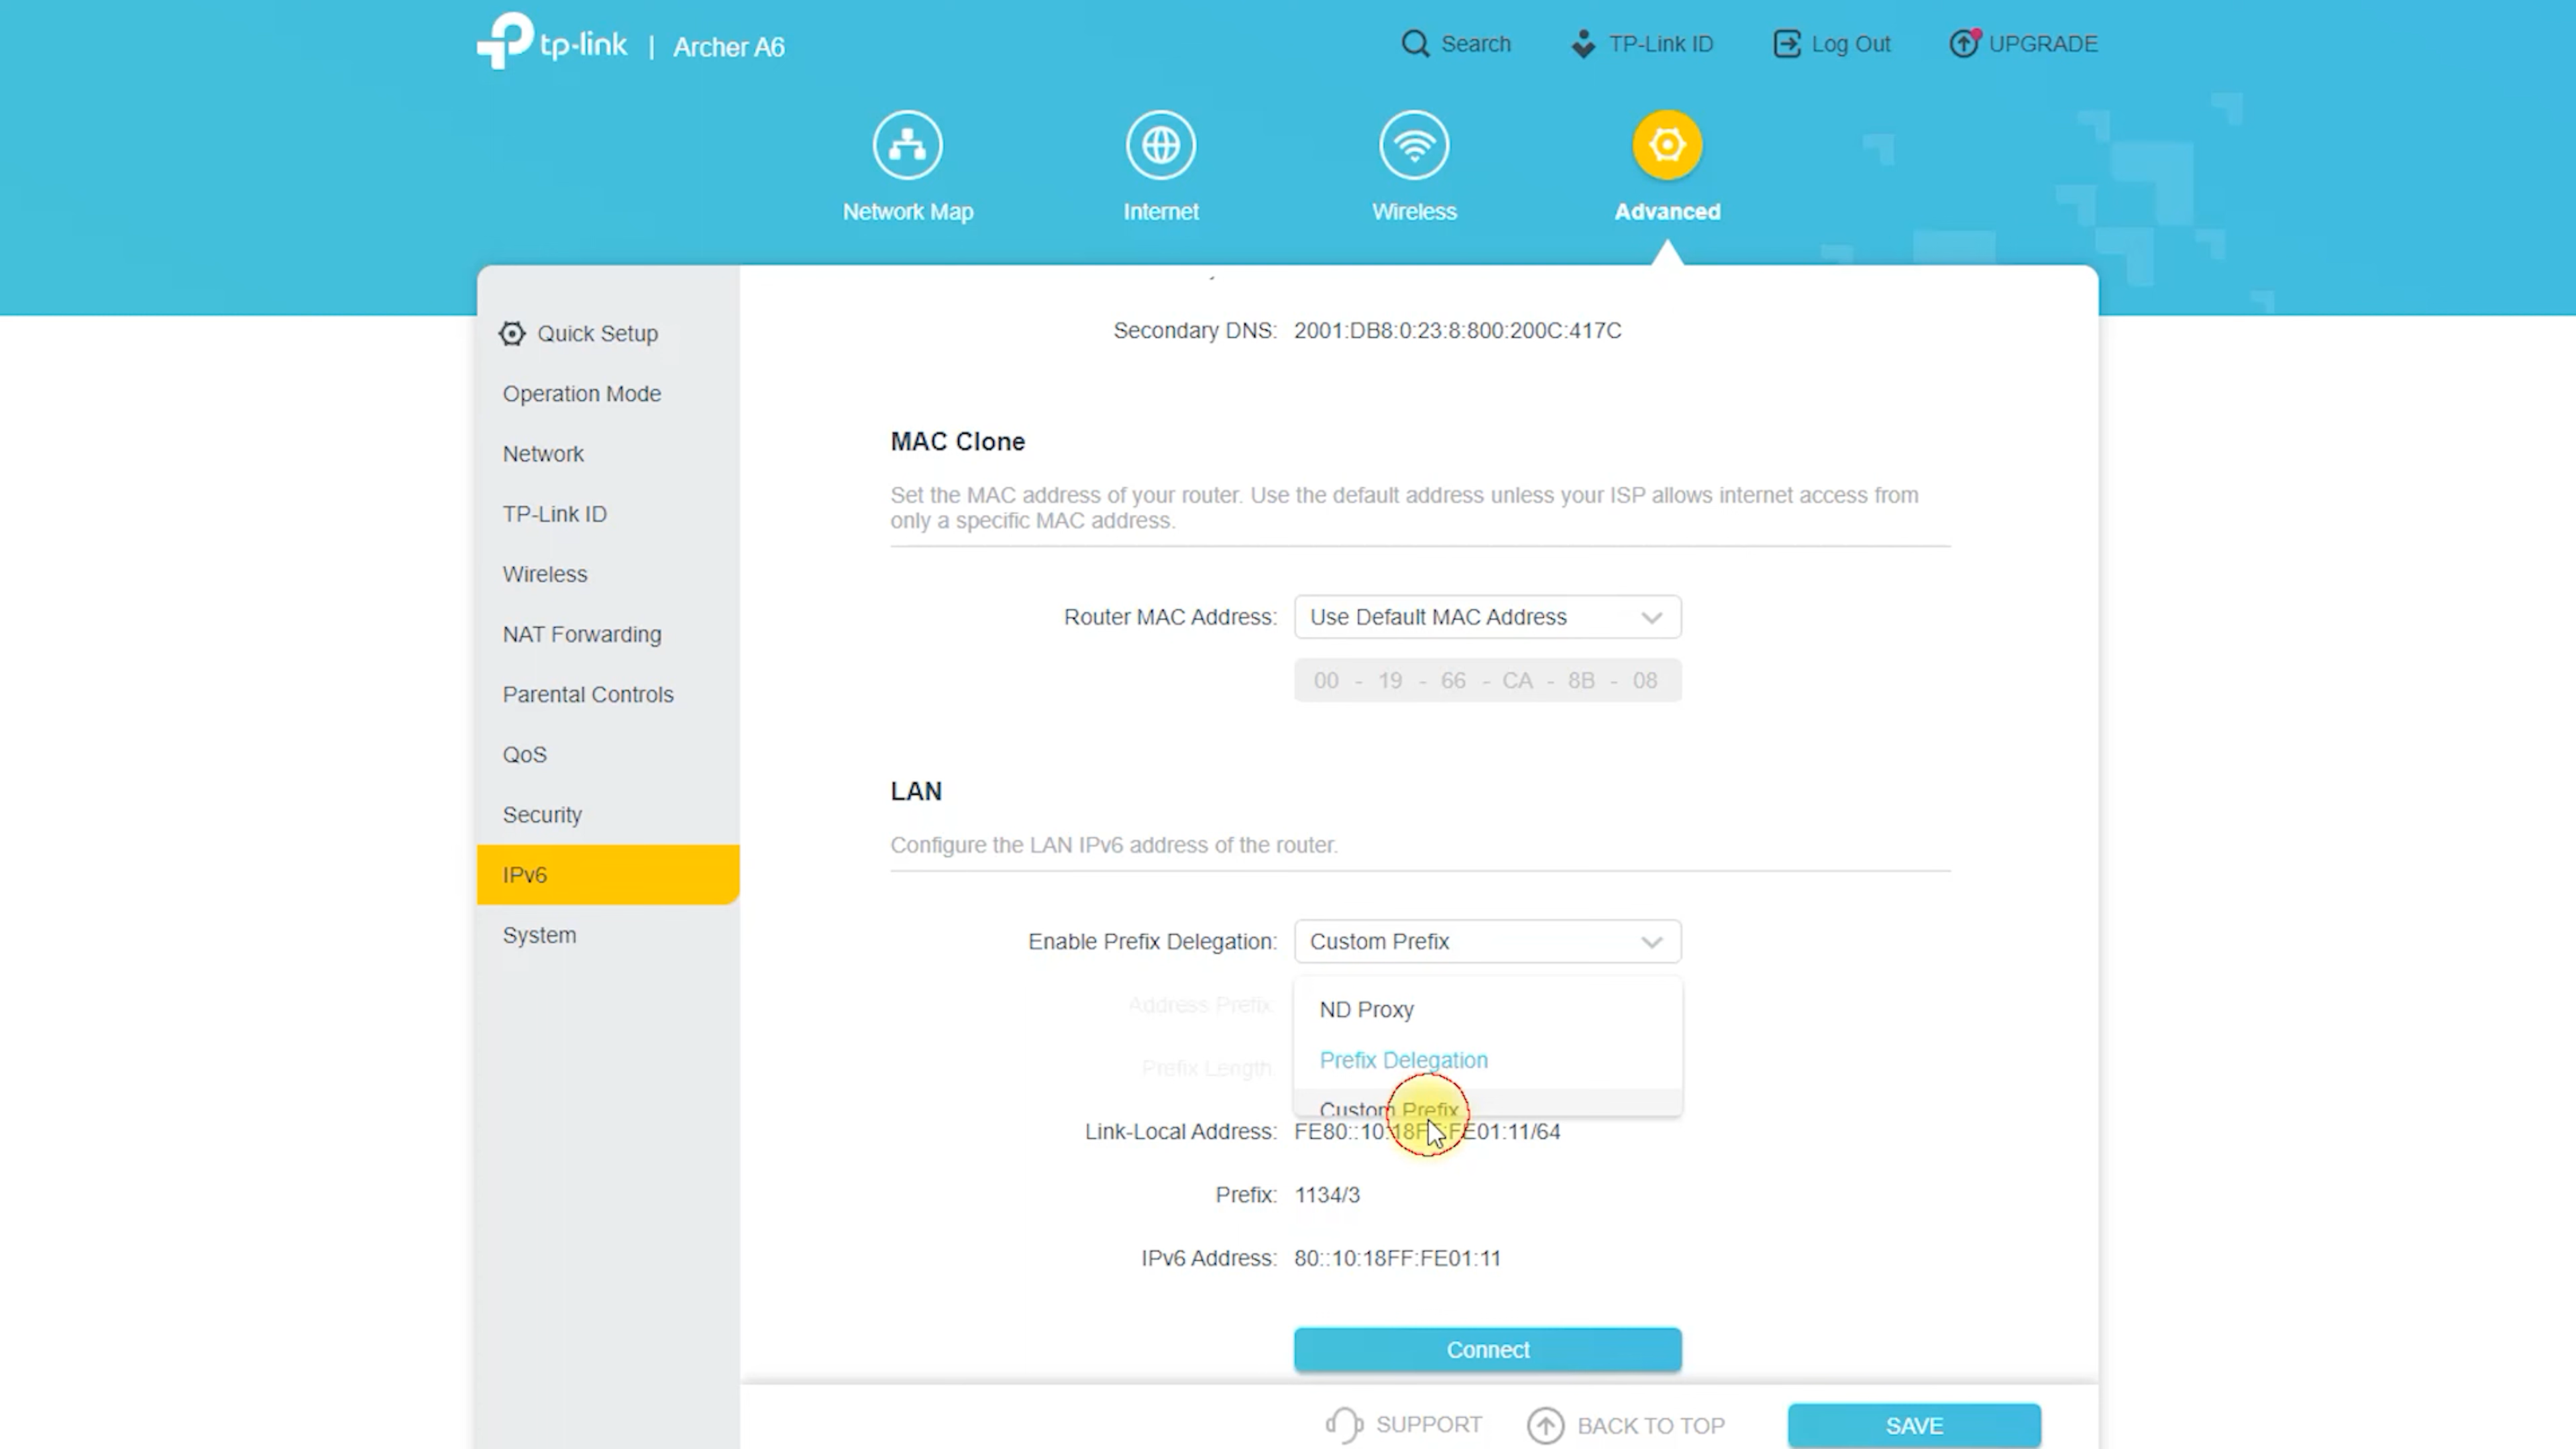 tp-link | Archer A6
Search
TP-Link ID
Log Out
UPGRADE
Network Map
Internet
Wireless
Advanced
Quick Setup
Operation Mode
Network
TP-Link ID
Wireless
NAT Forwarding
Parental Controls
QoS
Security
IPv6
System
Secondary DNS: 2001:DB8:0:23:8:800:200C:417C
MAC Clone
Set the MAC address of your router. Use the default address unless your ISP allows internet access from
only a specific MAC address.
Router MAC Address: Use Default MAC Address
00 - 19 - 66 - CA - 8B - 08
LAN
Configure the LAN IPv6 address of the router.
Enable Prefix Delegation: Custom Prefix
Address Prefix:
ND Proxy
Prefix Delegation
Prefix Length:
Custom Prefix
Link-Local Address: FE80::10:18FF:FE01:11/64
Prefix: 1134/3
IPv6 Address: 80::10:18FF:FE01:11
Connect
SUPPORT
BACK TO TOP
SAVE